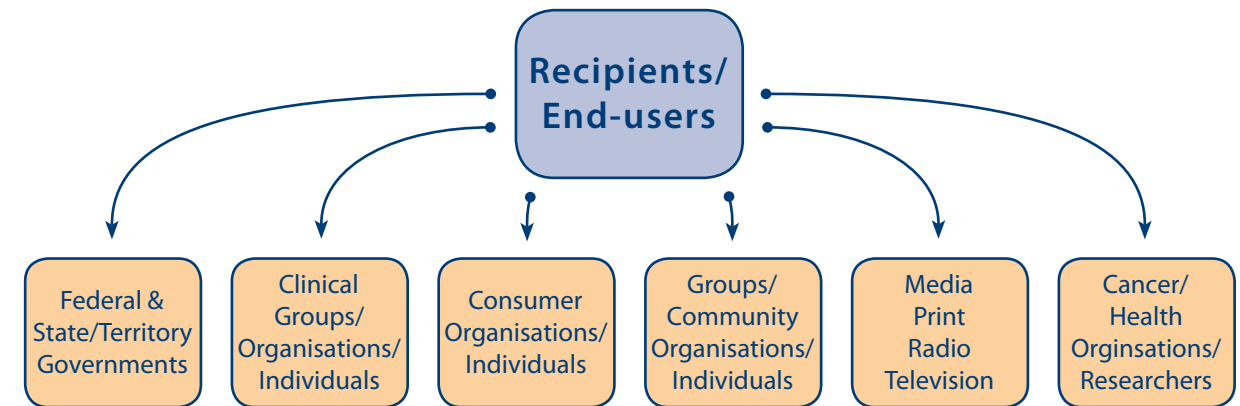 Recipients/
End-users
Federal &
State/Territory
Governments
Clinical
Groups/
Organisations/
Individuals
Consumer
Organisations/
Individuals
Groups/
Community
Organisations/
Individuals
Media
Print
Radio
Television
Cancer/
Health
Orginsations/
Researchers